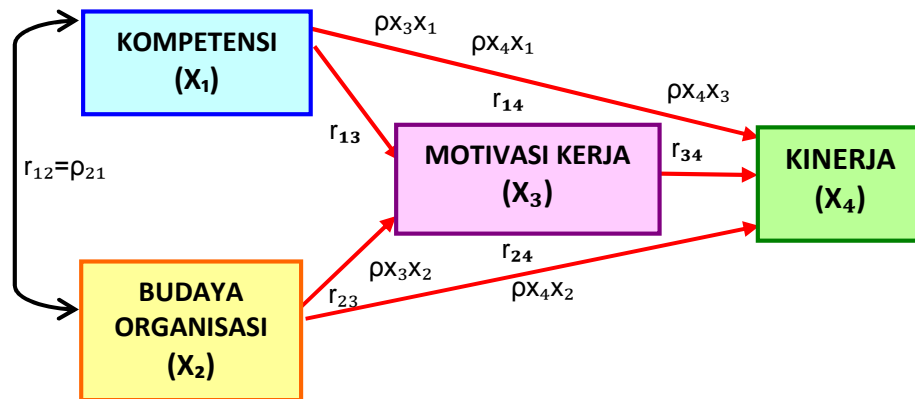 KOMPETENSI
(X₁)
ρx₃x₁
ρx₄x₁
ρx₄x₃
r₁₄
r₁₃
MOTIVASI KERJA
(X₃)
r₃₄
KINERJA
(X₄)
r₁₂=ρ₂₁
BUDAYA
ORGANISASI
(X₂)
ρx₃x₂
r₂₃
r₂₄
ρx₄x₂